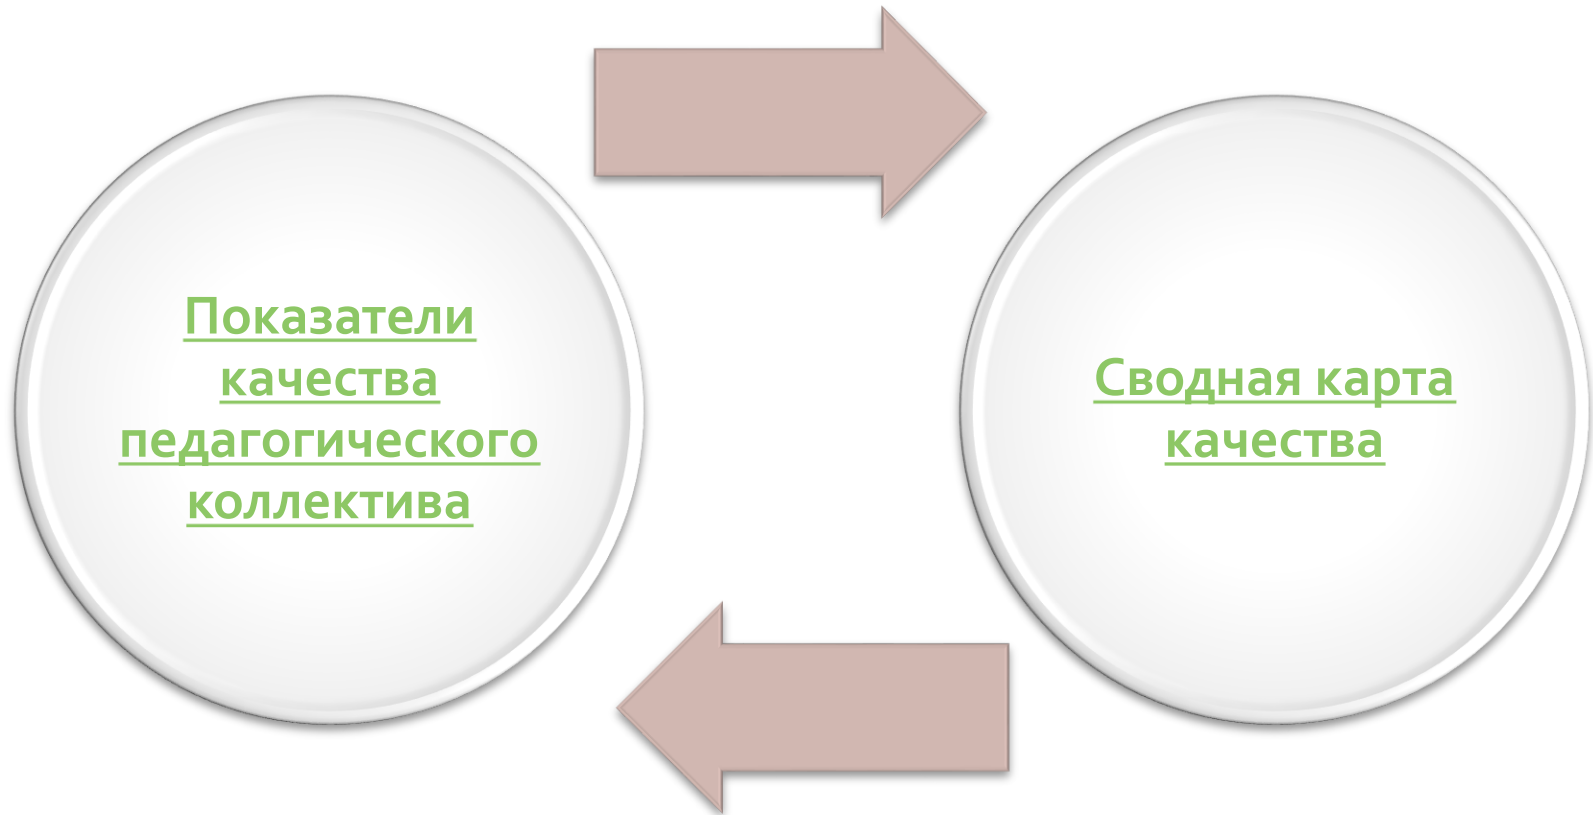 Показатели
качества
педагогического
коллектива
Сводная карта
качества